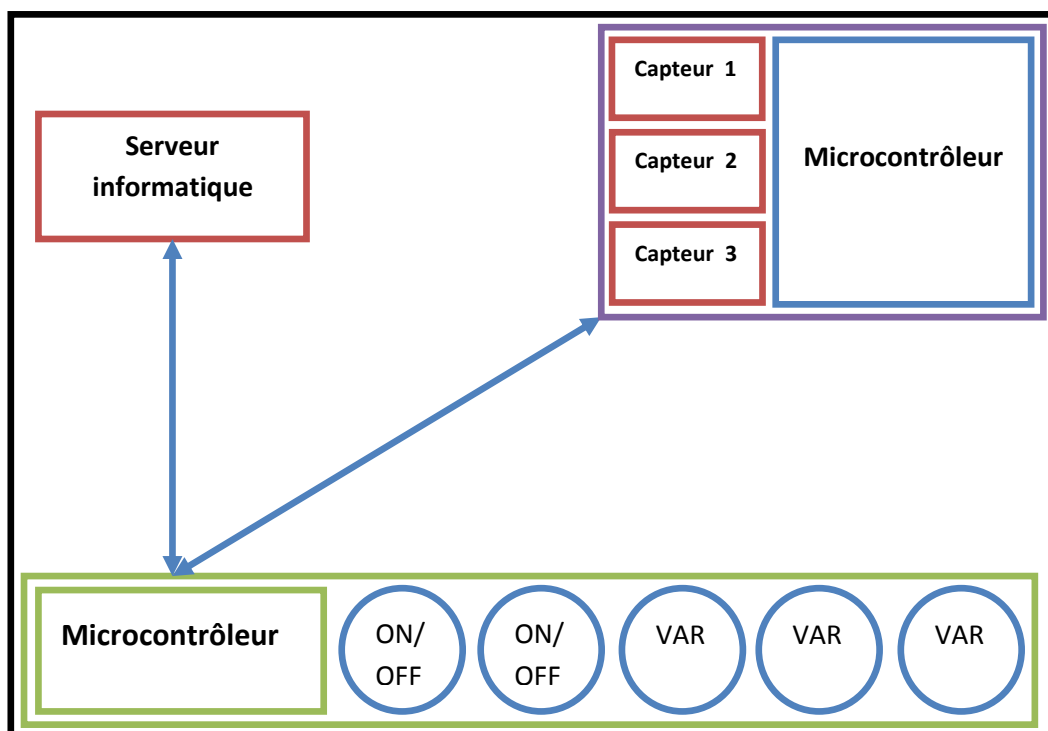 Capteur 1
Serveur
informatique
Capteur 2
Microcontrôleur
Capteur 3
Microcontrôleur
ON/
OFF
ON/
OFF
VAR
VAR
VAR